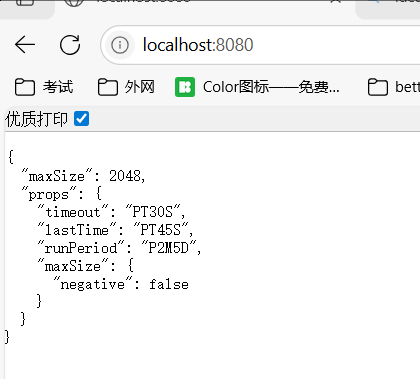 localhost:8080
考试 外网 Color图标——免费... bett
优质打印
{
  "maxSize": 2048,
  "props": {
    "timeout": "PT30S",
    "lastTime": "PT45S",
    "runPeriod": "P2M5D",
    "maxSize": {
      "negative": false
    }
  }
}